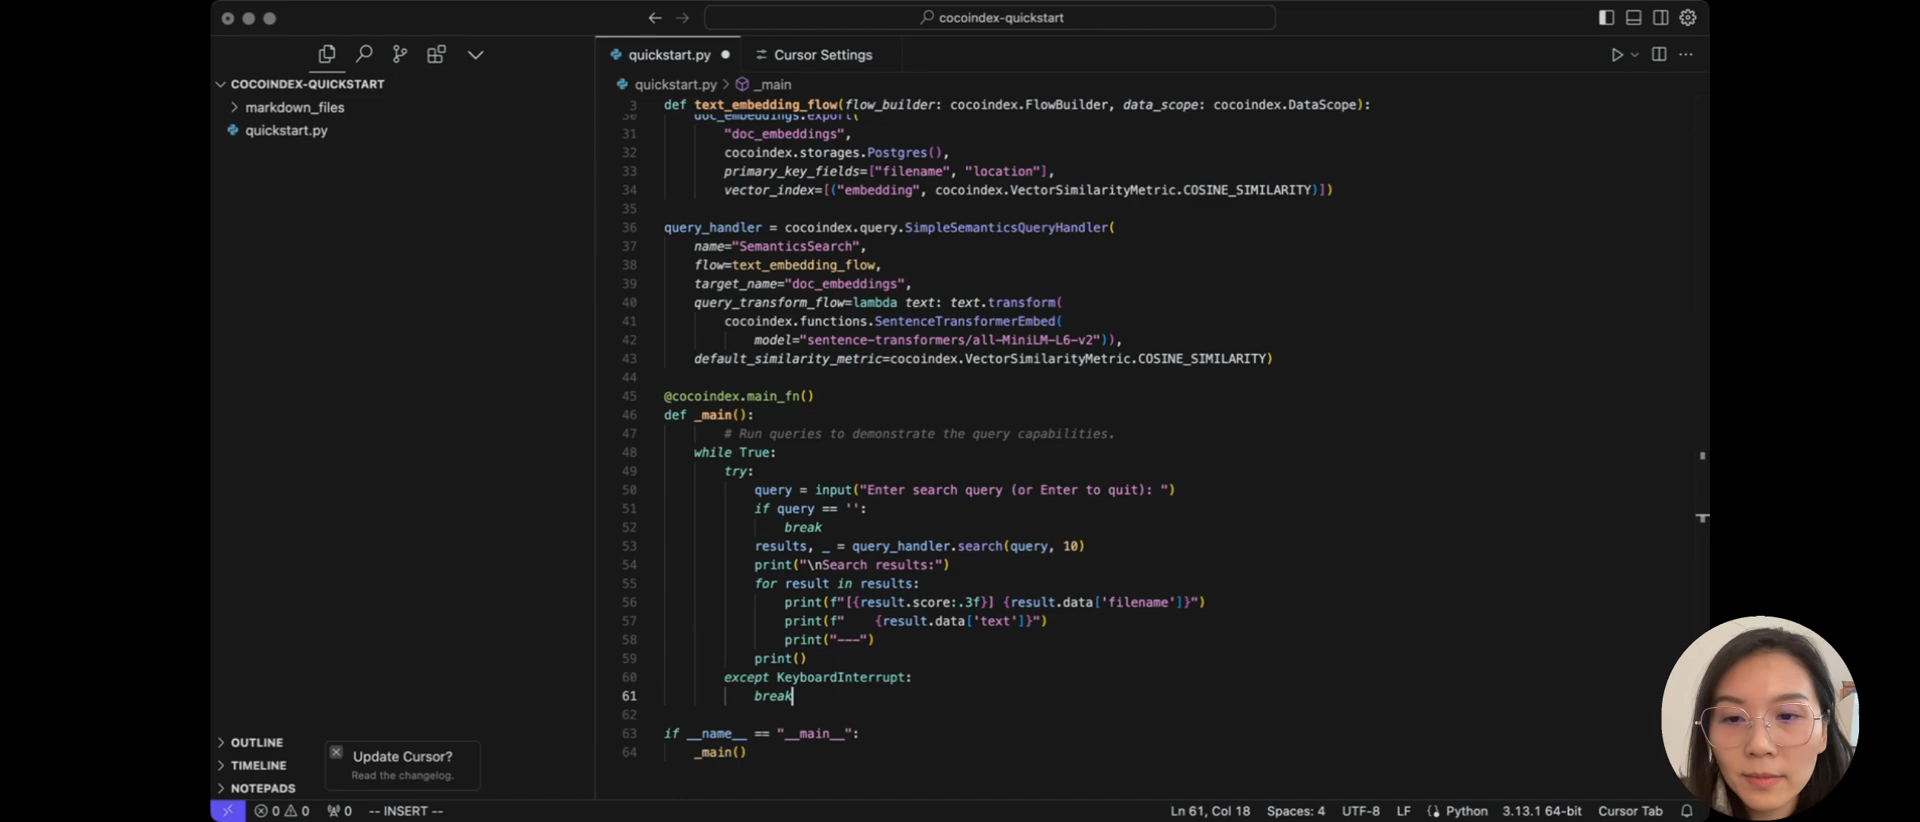 cocoindex-quickstart
quickstart.py
Cursor Settings
COCOINDEX-QUICKSTART
markdown_files
quickstart.py
quickstart.py > _main
3 def text_embedding_flow(flow_builder: cocoindex.FlowBuilder, data_scope: cocoindex.DataScope):
30 doc_embeddings.export(
31 "doc_embeddings",
32 cocoindex.storages.Postgres(),
33 primary_key_fields=["filename", "location"],
34 vector_index=[("embedding", cocoindex.VectorSimilarityMetric.COSINE_SIMILARITY)])
35
36 query_handler = cocoindex.query.SimpleSemanticsQueryHandler(
37 name="SemanticsSearch",
38 flow=text_embedding_flow,
39 target_name="doc_embeddings",
40 query_transform_flow=lambda text: text.transform(
41 cocoindex.functions.SentenceTransformerEmbed(
42 model="sentence-transformers/all-MiniLM-L6-v2")),
43 default_similarity_metric=cocoindex.VectorSimilarityMetric.COSINE_SIMILARITY)
44
45 @cocoindex.main_fn()
46 def _main():
47 # Run queries to demonstrate the query capabilities.
48 while True:
49 try:
50 query = input("Enter search query (or Enter to quit): ")
51 if query == '':
52 break
53 results, _ = query_handler.search(query, 10)
54 print("\nSearch results:")
55 for result in results:
56 print(f"[{result.score:.3f}] {result.data['filename']}")
57 print(f"    {result.data['text']}")
58 print("---")
59 print()
60 except KeyboardInterrupt:
61 break
62
63 if __name__ == "__main__":
64 _main()
OUTLINE
TIMELINE
NOTEPADS
Update Cursor?
Read the changelog.
0 0 0 -- INSERT -- Ln 61, Col 18 Spaces: 4 UTF-8 LF Python 3.13.1 64-bit Cursor Tab